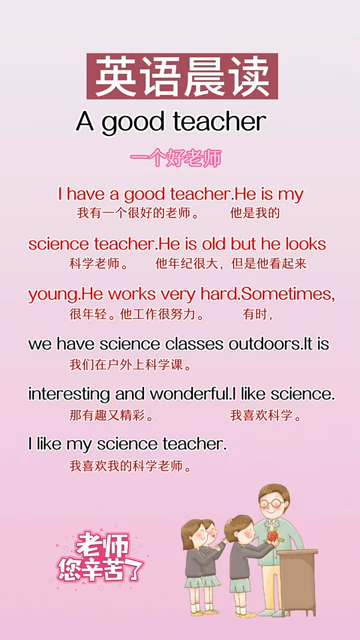 英语晨读
A good teacher
一个好老师
I have a good teacher.He is my
我有一个很好的老师。 他是我的
science teacher.He is old but he looks
科学老师。 他年纪很大，但是他看起来
young.He works very hard.Sometimes,
很年轻。他工作很努力。 有时，
we have science classes outdoors.It is
我们在户外上科学课。
interesting and wonderful.I like science.
那有趣又精彩。 我喜欢科学。
I like my science teacher.
我喜欢我的科学老师。
老师
您辛苦了